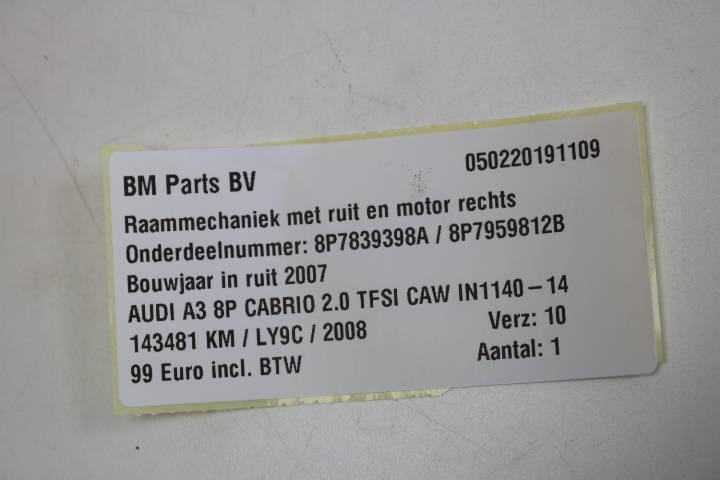 BM Parts BV 050220191109
Raammechaniek met ruit en motor rechts
Onderdeelnummer: 8P7839398A / 8P7959812B
Bouwjaar in ruit 2007
AUDI A3 8P CABRIO 2.0 TFSI CAW IN1140-14
143481 KM / LY9C / 2008 Verz: 10
99 Euro incl. BTW Aantal: 1